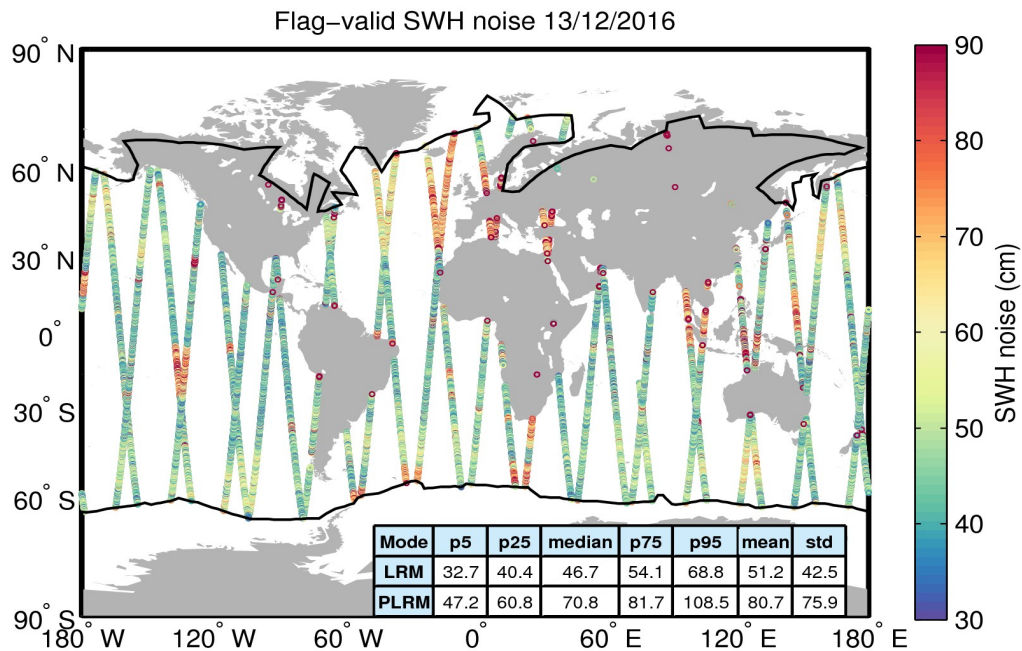 Flag−valid SWH noise 13/12/2016
90° N
60° N
30° N
0°
30° S
60° S
90° S
180° W
120° W
60° W
0°
60° E
120° E
180° E
90
80
70
60
50
40
30
SWH noise (cm)
Mode p5 p25 median p75 p95 mean std
LRM 32.7 40.4 46.7 54.1 68.8 51.2 42.5
PLRM 47.2 60.8 70.8 81.7 108.5 80.7 75.9